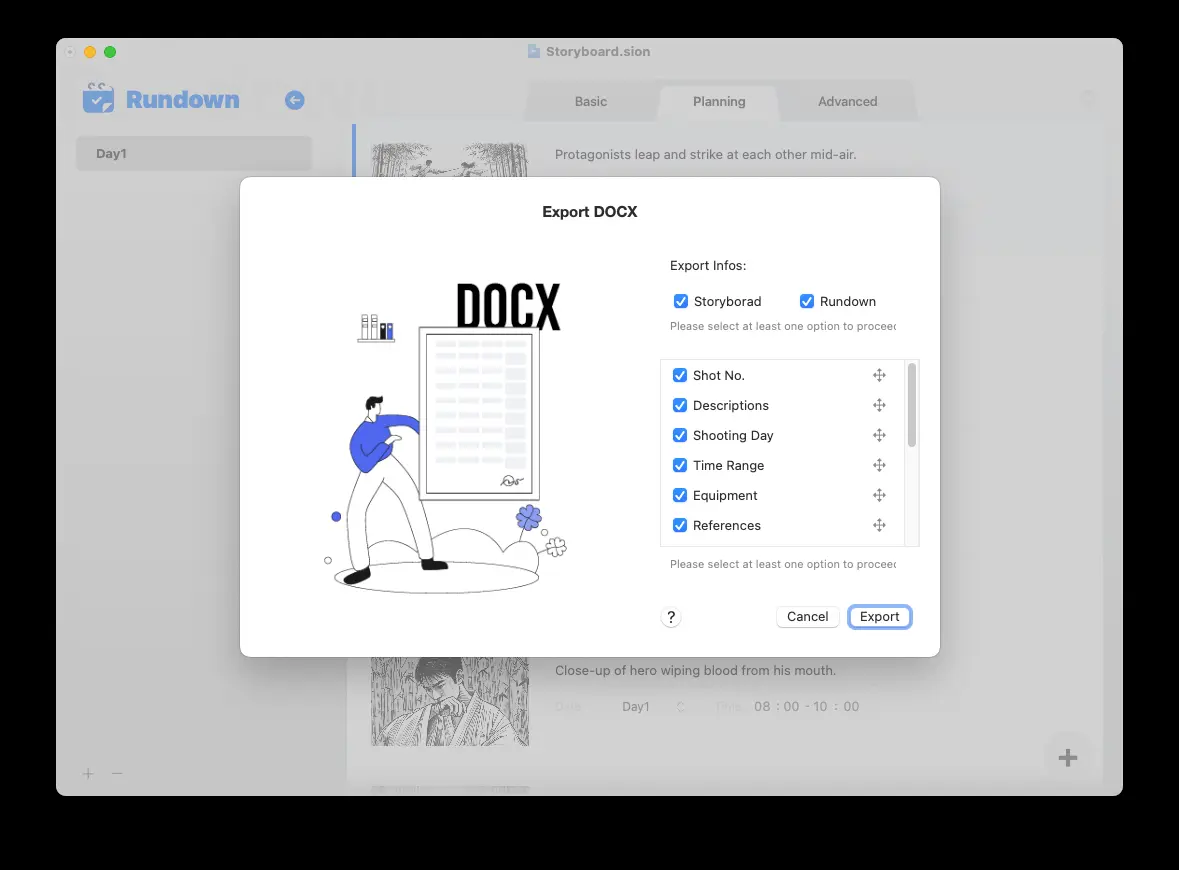 Storyboard.sion
Rundown
Basic
Planning
Advanced
Day1
Protagonists leap and strike at each other mid-air.
Export DOCX
DOCX
Export Infos:
Storyborad
Rundown
Please select at least one option to proceed
Shot No.
Descriptions
Shooting Day
Time Range
Equipment
References
Please select at least one option to proceed
?
Cancel
Export
Close-up of hero wiping blood from his mouth.
Date Day1 Time 08 : 00 - 10 : 00